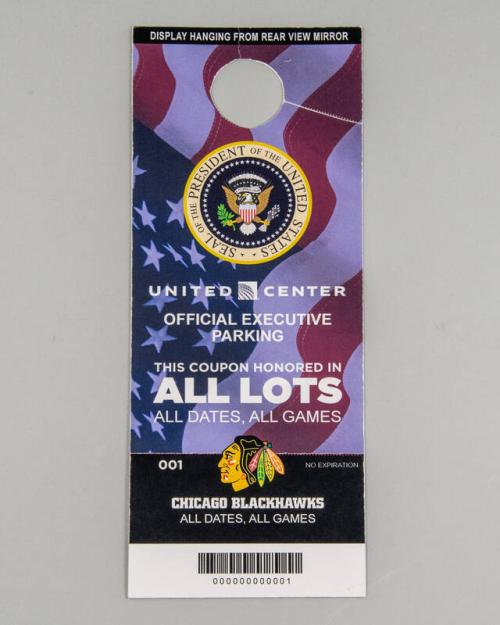 DISPLAY HANGING FROM REAR VIEW MIRROR
SEAL OF THE PRESIDENT OF THE UNITED STATES
UNITED CENTER
OFFICIAL EXECUTIVE
PARKING
THIS COUPON HONORED IN
ALL LOTS
ALL DATES, ALL GAMES
001
NO EXPIRATION
CHICAGO BLACKHAWKS
ALL DATES, ALL GAMES
000000000001